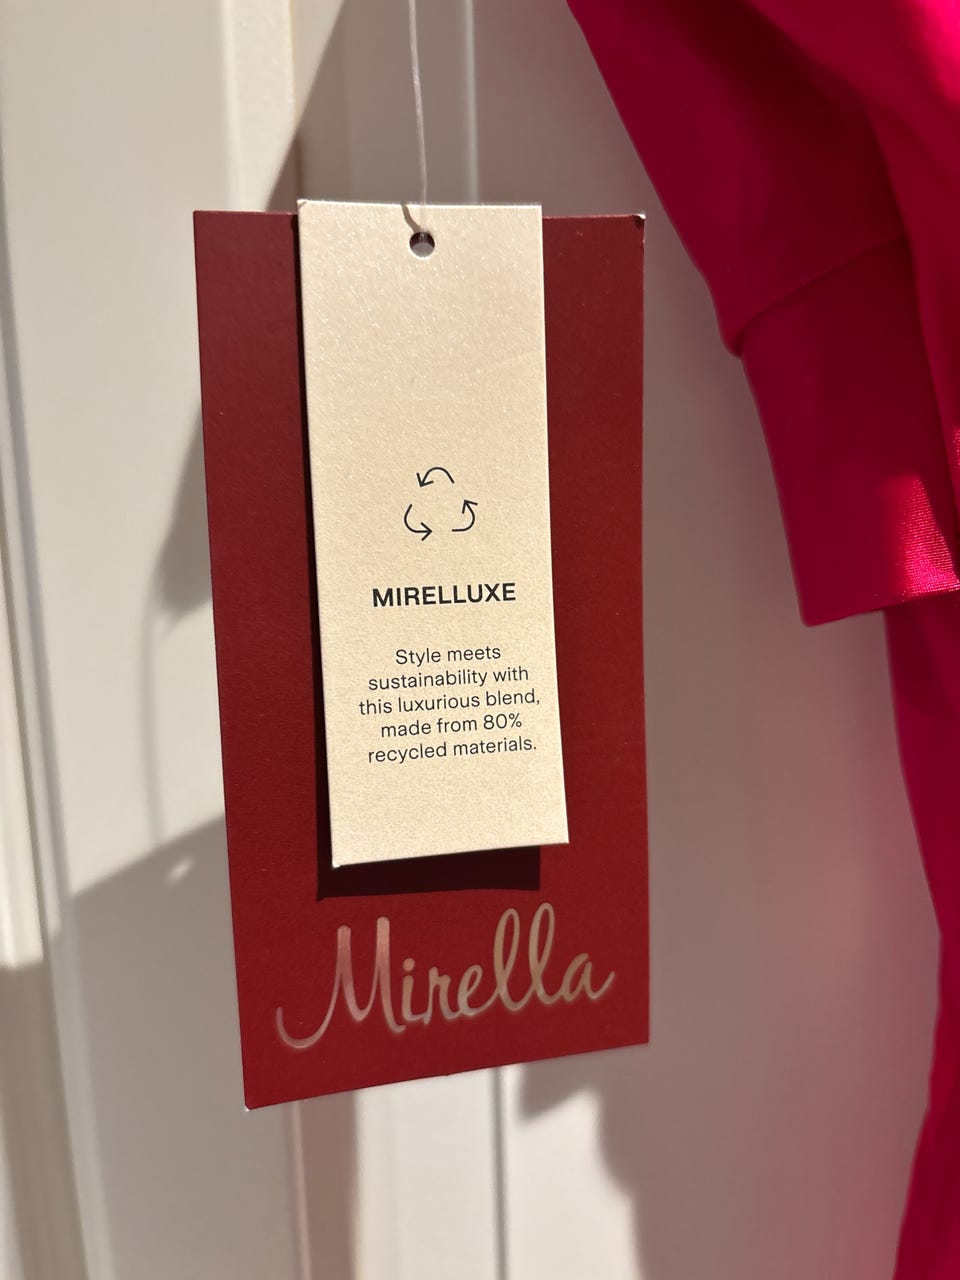 MIRELLUXE
Style meets
sustainability with
this luxurious blend,
made from 80%
recycled materials.
Mirella